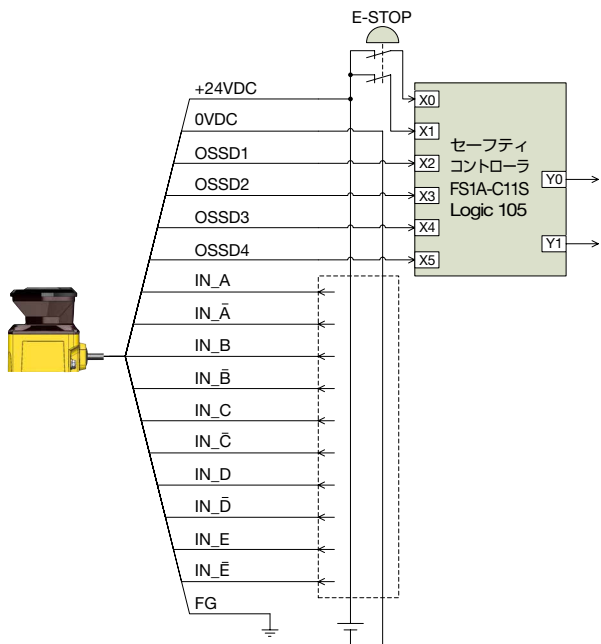 E-STOP
+24VDC
0VDC
OSSD1
OSSD2
OSSD3
OSSD4
IN_A
IN_A̅
IN_B
IN_B̅
IN_C
IN_C̅
IN_D
IN_D̅
IN_E
IN_E̅
FG
X0
X1
X2
X3
X4
X5
セーフティ
コントローラ
FS1A-C11S
Logic 105
Y0
Y1